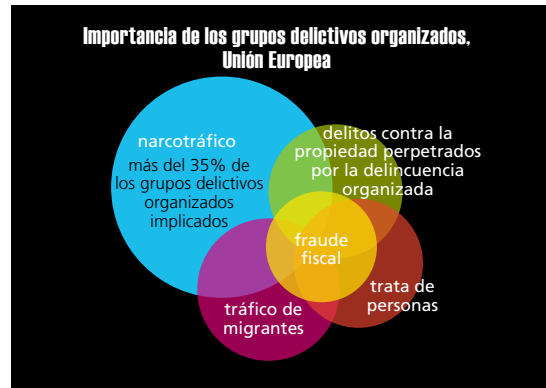 Importancia de los grupos delictivos organizados,
Unión Europea
narcotráfico
más del 35% de
los grupos delictivos
organizados
implicados
delitos contra la
propiedad perpetrados
por la delincuencia
organizada
fraude
fiscal
tráfico de
migrantes
trata de
personas